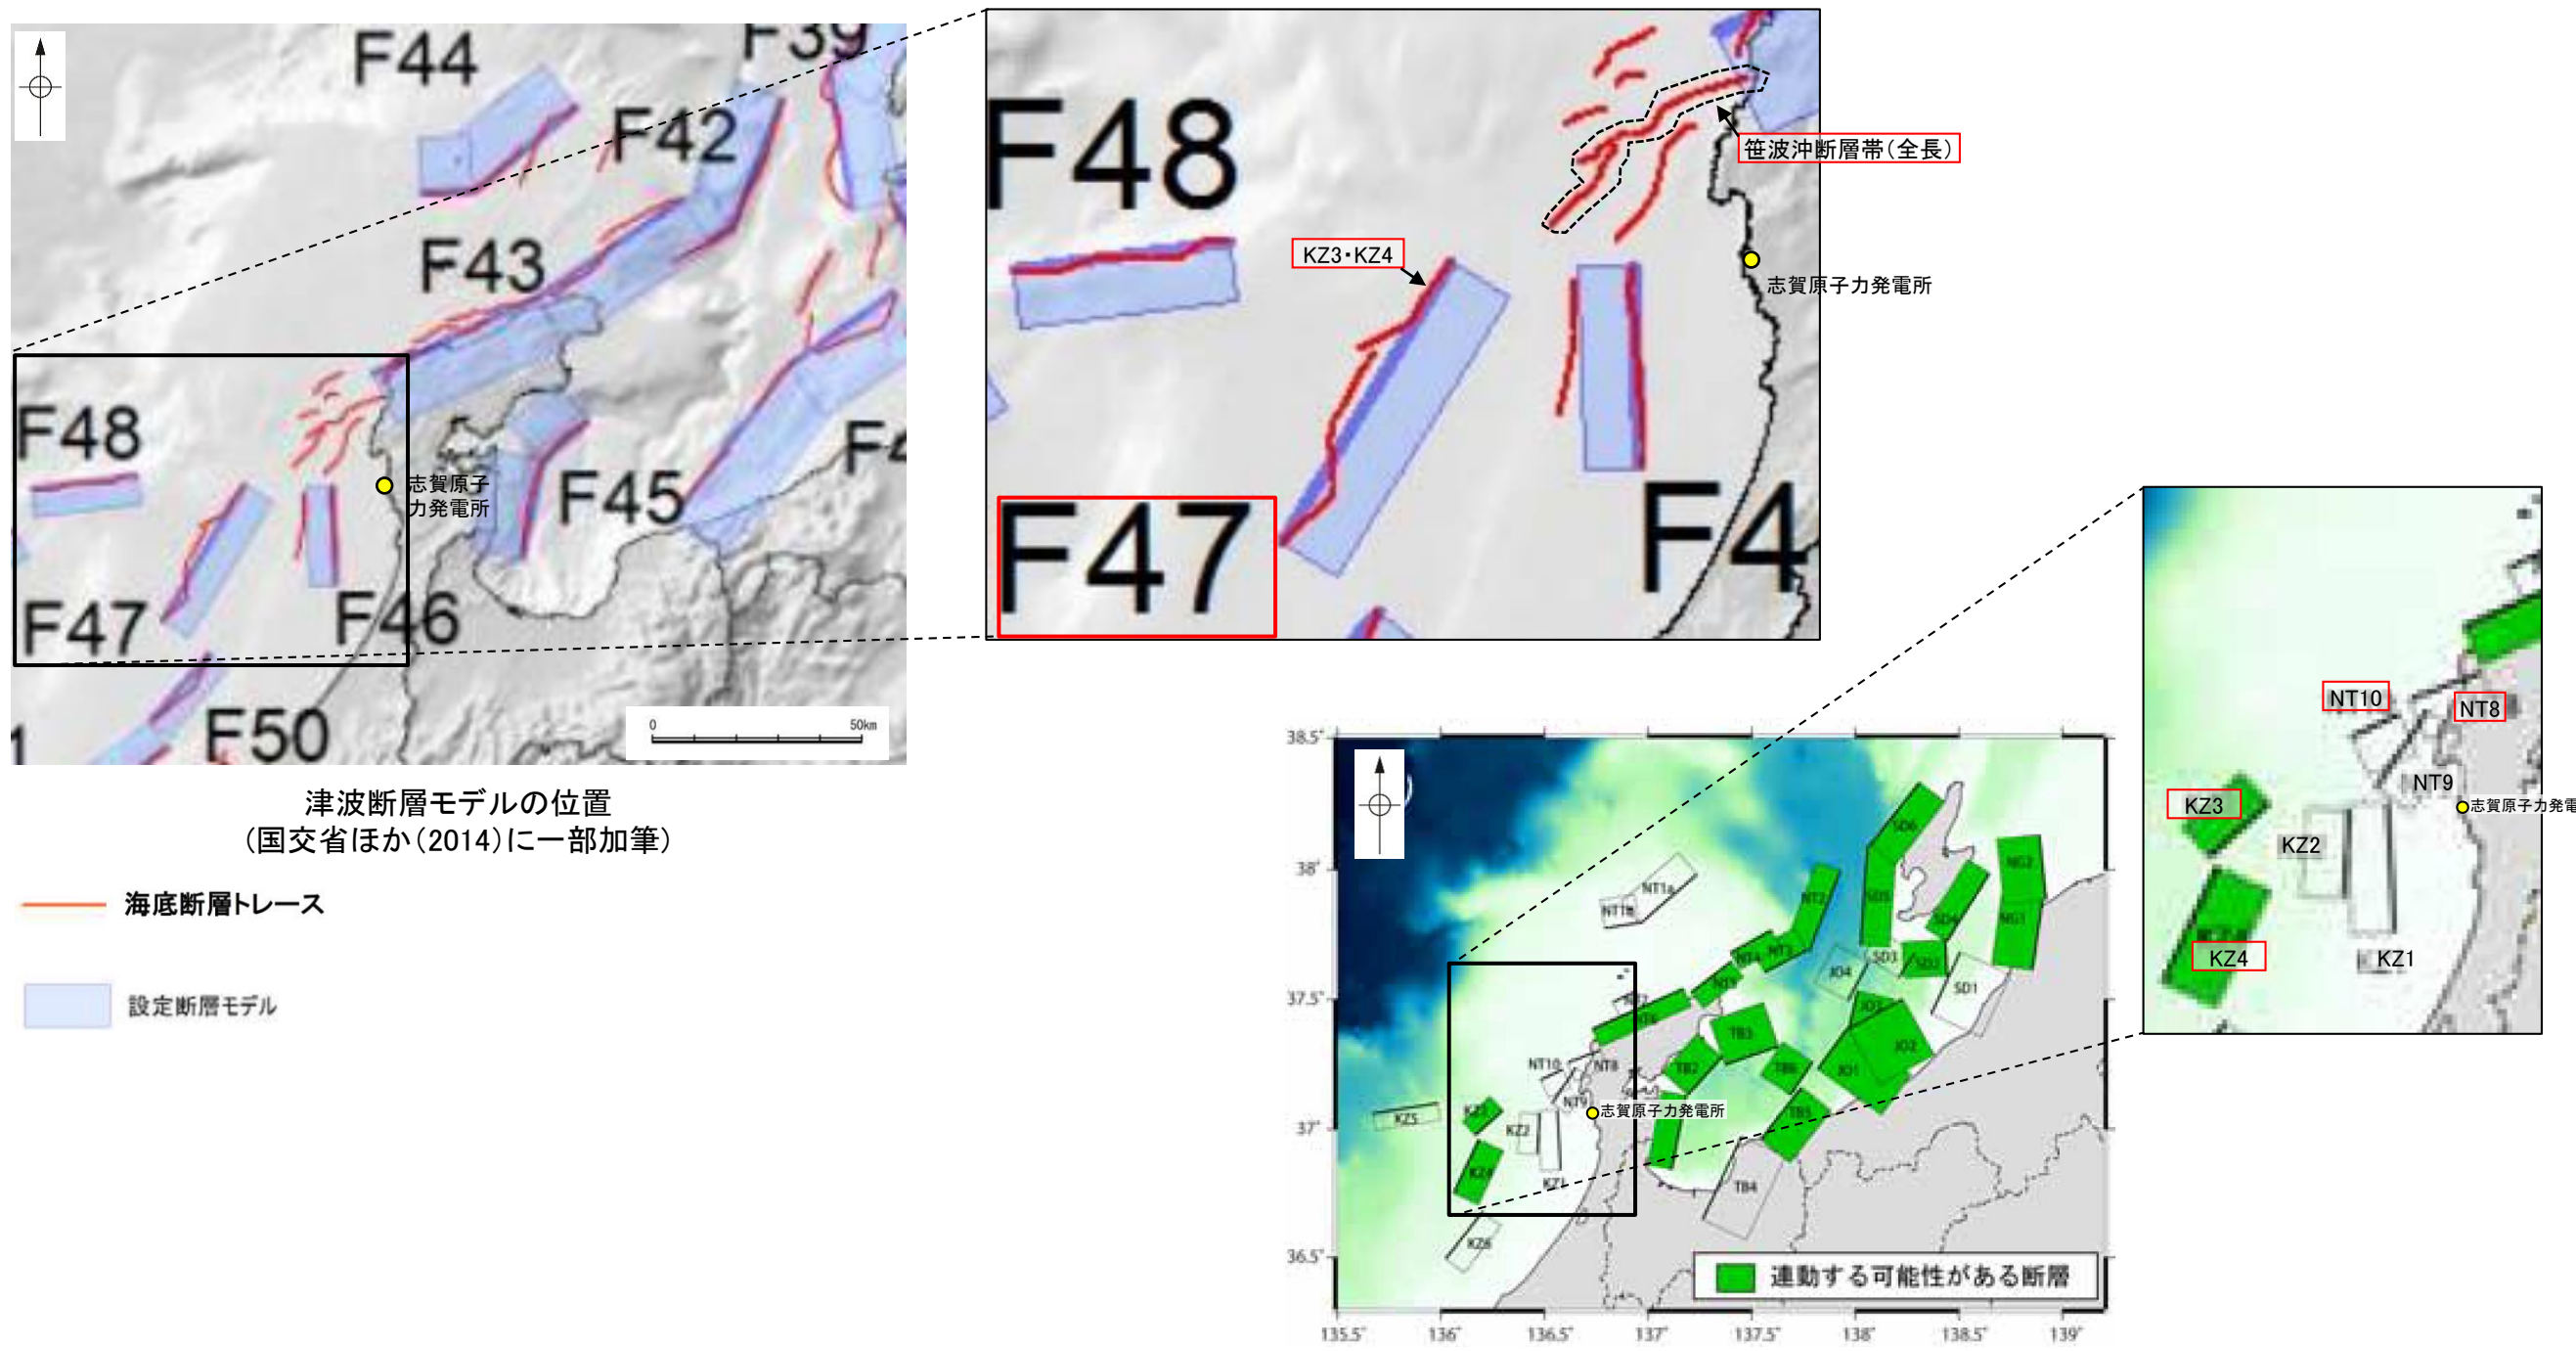 F44
F39
F42
F43
F48
F45
F4
志賀原子
力発電所
F47
F46
F50
1
0
50km
津波断層モデルの位置
(国交省ほか(2014)に一部加筆)
海底断層トレース
設定断層モデル
F48
笹波沖断層帯(全長)
KZ3・KZ4
志賀原子力発電所
F47
F4
NT10
NT8
NT9
KZ3
志賀原子力発電
KZ2
KZ4
KZ1
38.5°
38°
37.5°
37°
36.5°
SD6
NG2
NT1a
NT1b
NT2
SD5
SD4
NG1
NT3
NT4
SD3
SD2
JO4
SD1
NT5
NT7
NT6
JO3
TB3
JO2
NT10
NT8
TB2
TB6
JO1
NT9
志賀原子力発電所
KZ3
KZ5
KZ2
TB5
KZ4
KZ1
TB4
KZ6
連動する可能性がある断層
135.5°
136°
136.5°
137°
137.5°
138°
138.5°
139°